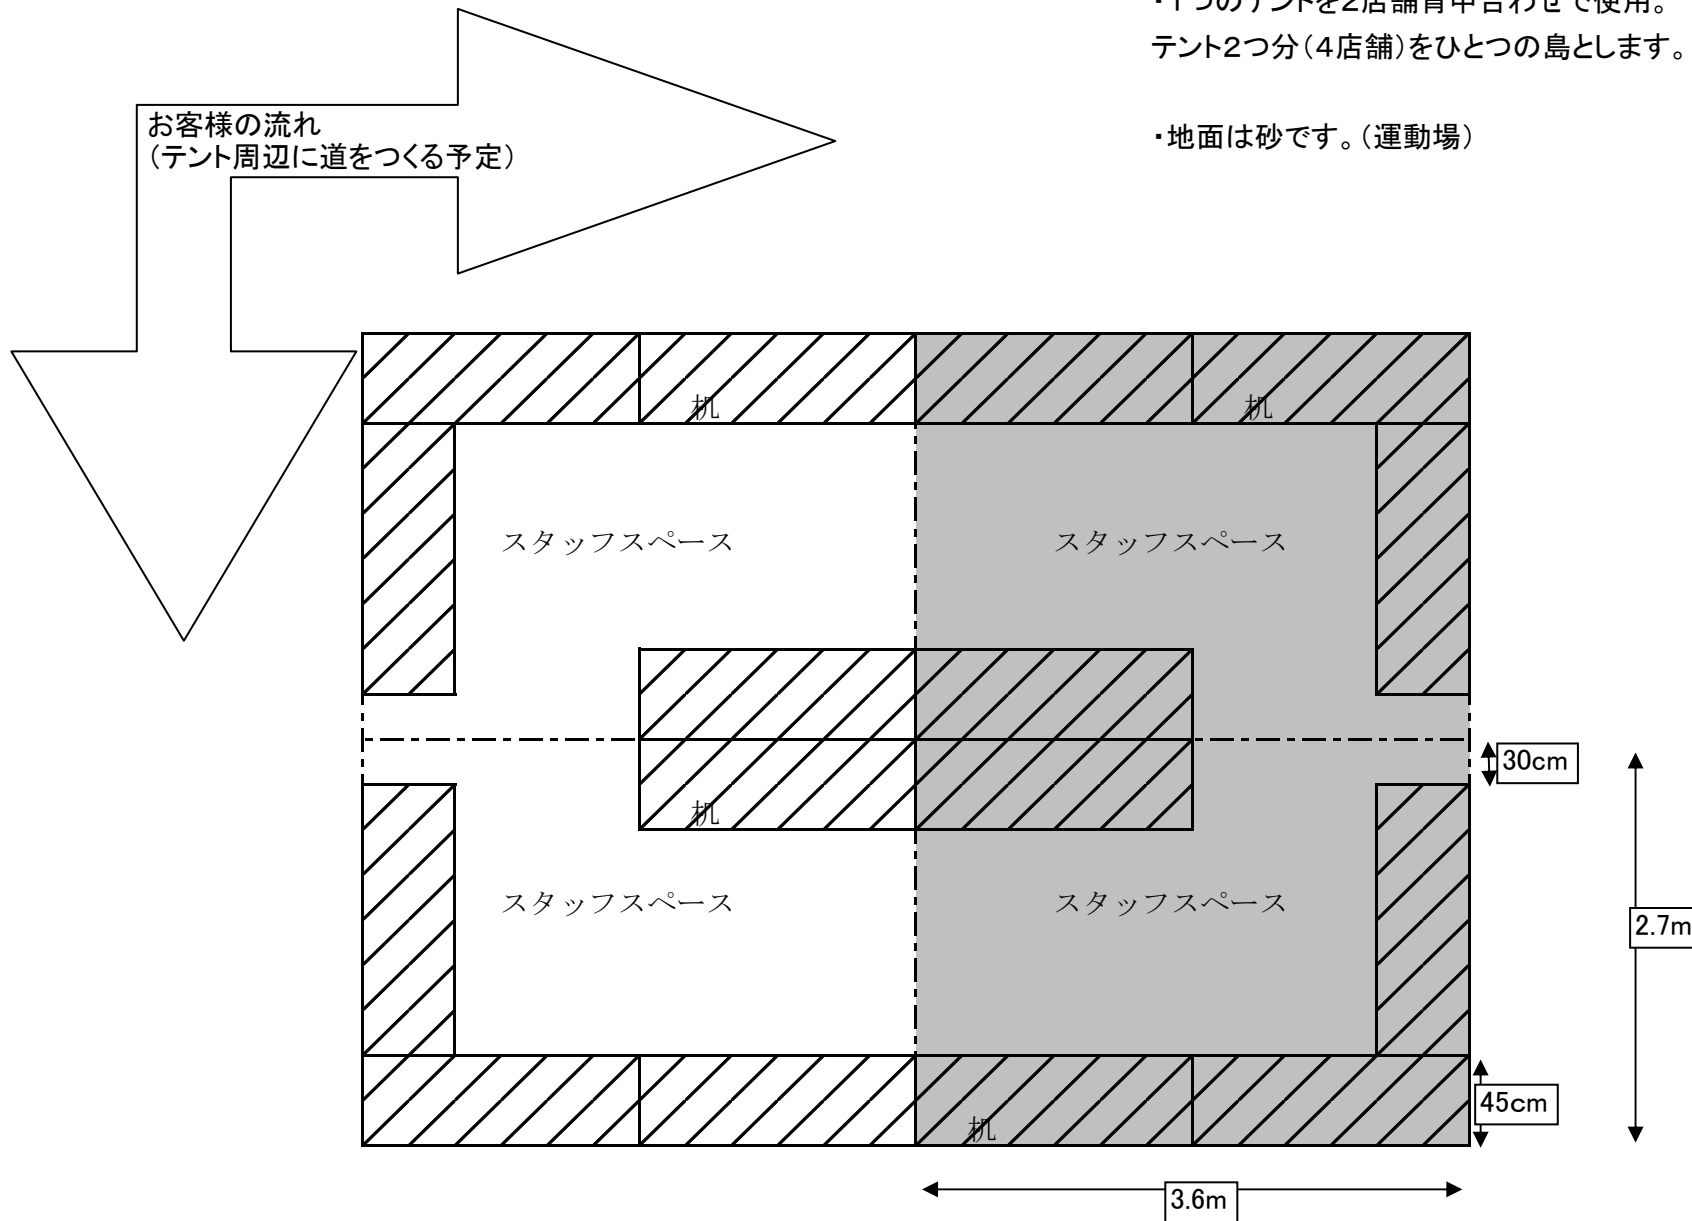 ・1つのテントを2店舗背中合わせで使用。
テント2つ分(4店舗)をひとつの島とします。
・地面は砂です。(運動場)
お客様の流れ
(テント周辺に道をつくる予定)
机
机
スタッフスペース
スタッフスペース
30cm
机
スタッフスペース
スタッフスペース
2.7m
45cm
机
3.6m